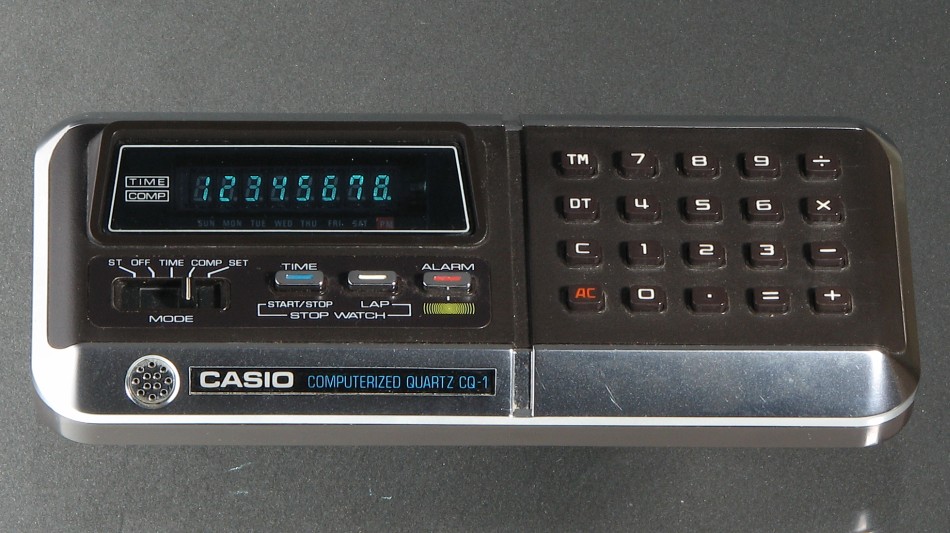 TIME
COMP
12345678.
SUN MON TUE WED THU FRI SAT PM
ST OFF TIME COMP SET
MODE
TIME
ALARM
START/STOP LAP
STOP WATCH
CASIO COMPUTERIZED QUARTZ CQ-1
TM 7 8 9 ÷
DT 4 5 6 ×
C 1 2 3 −
AC 0 · = +